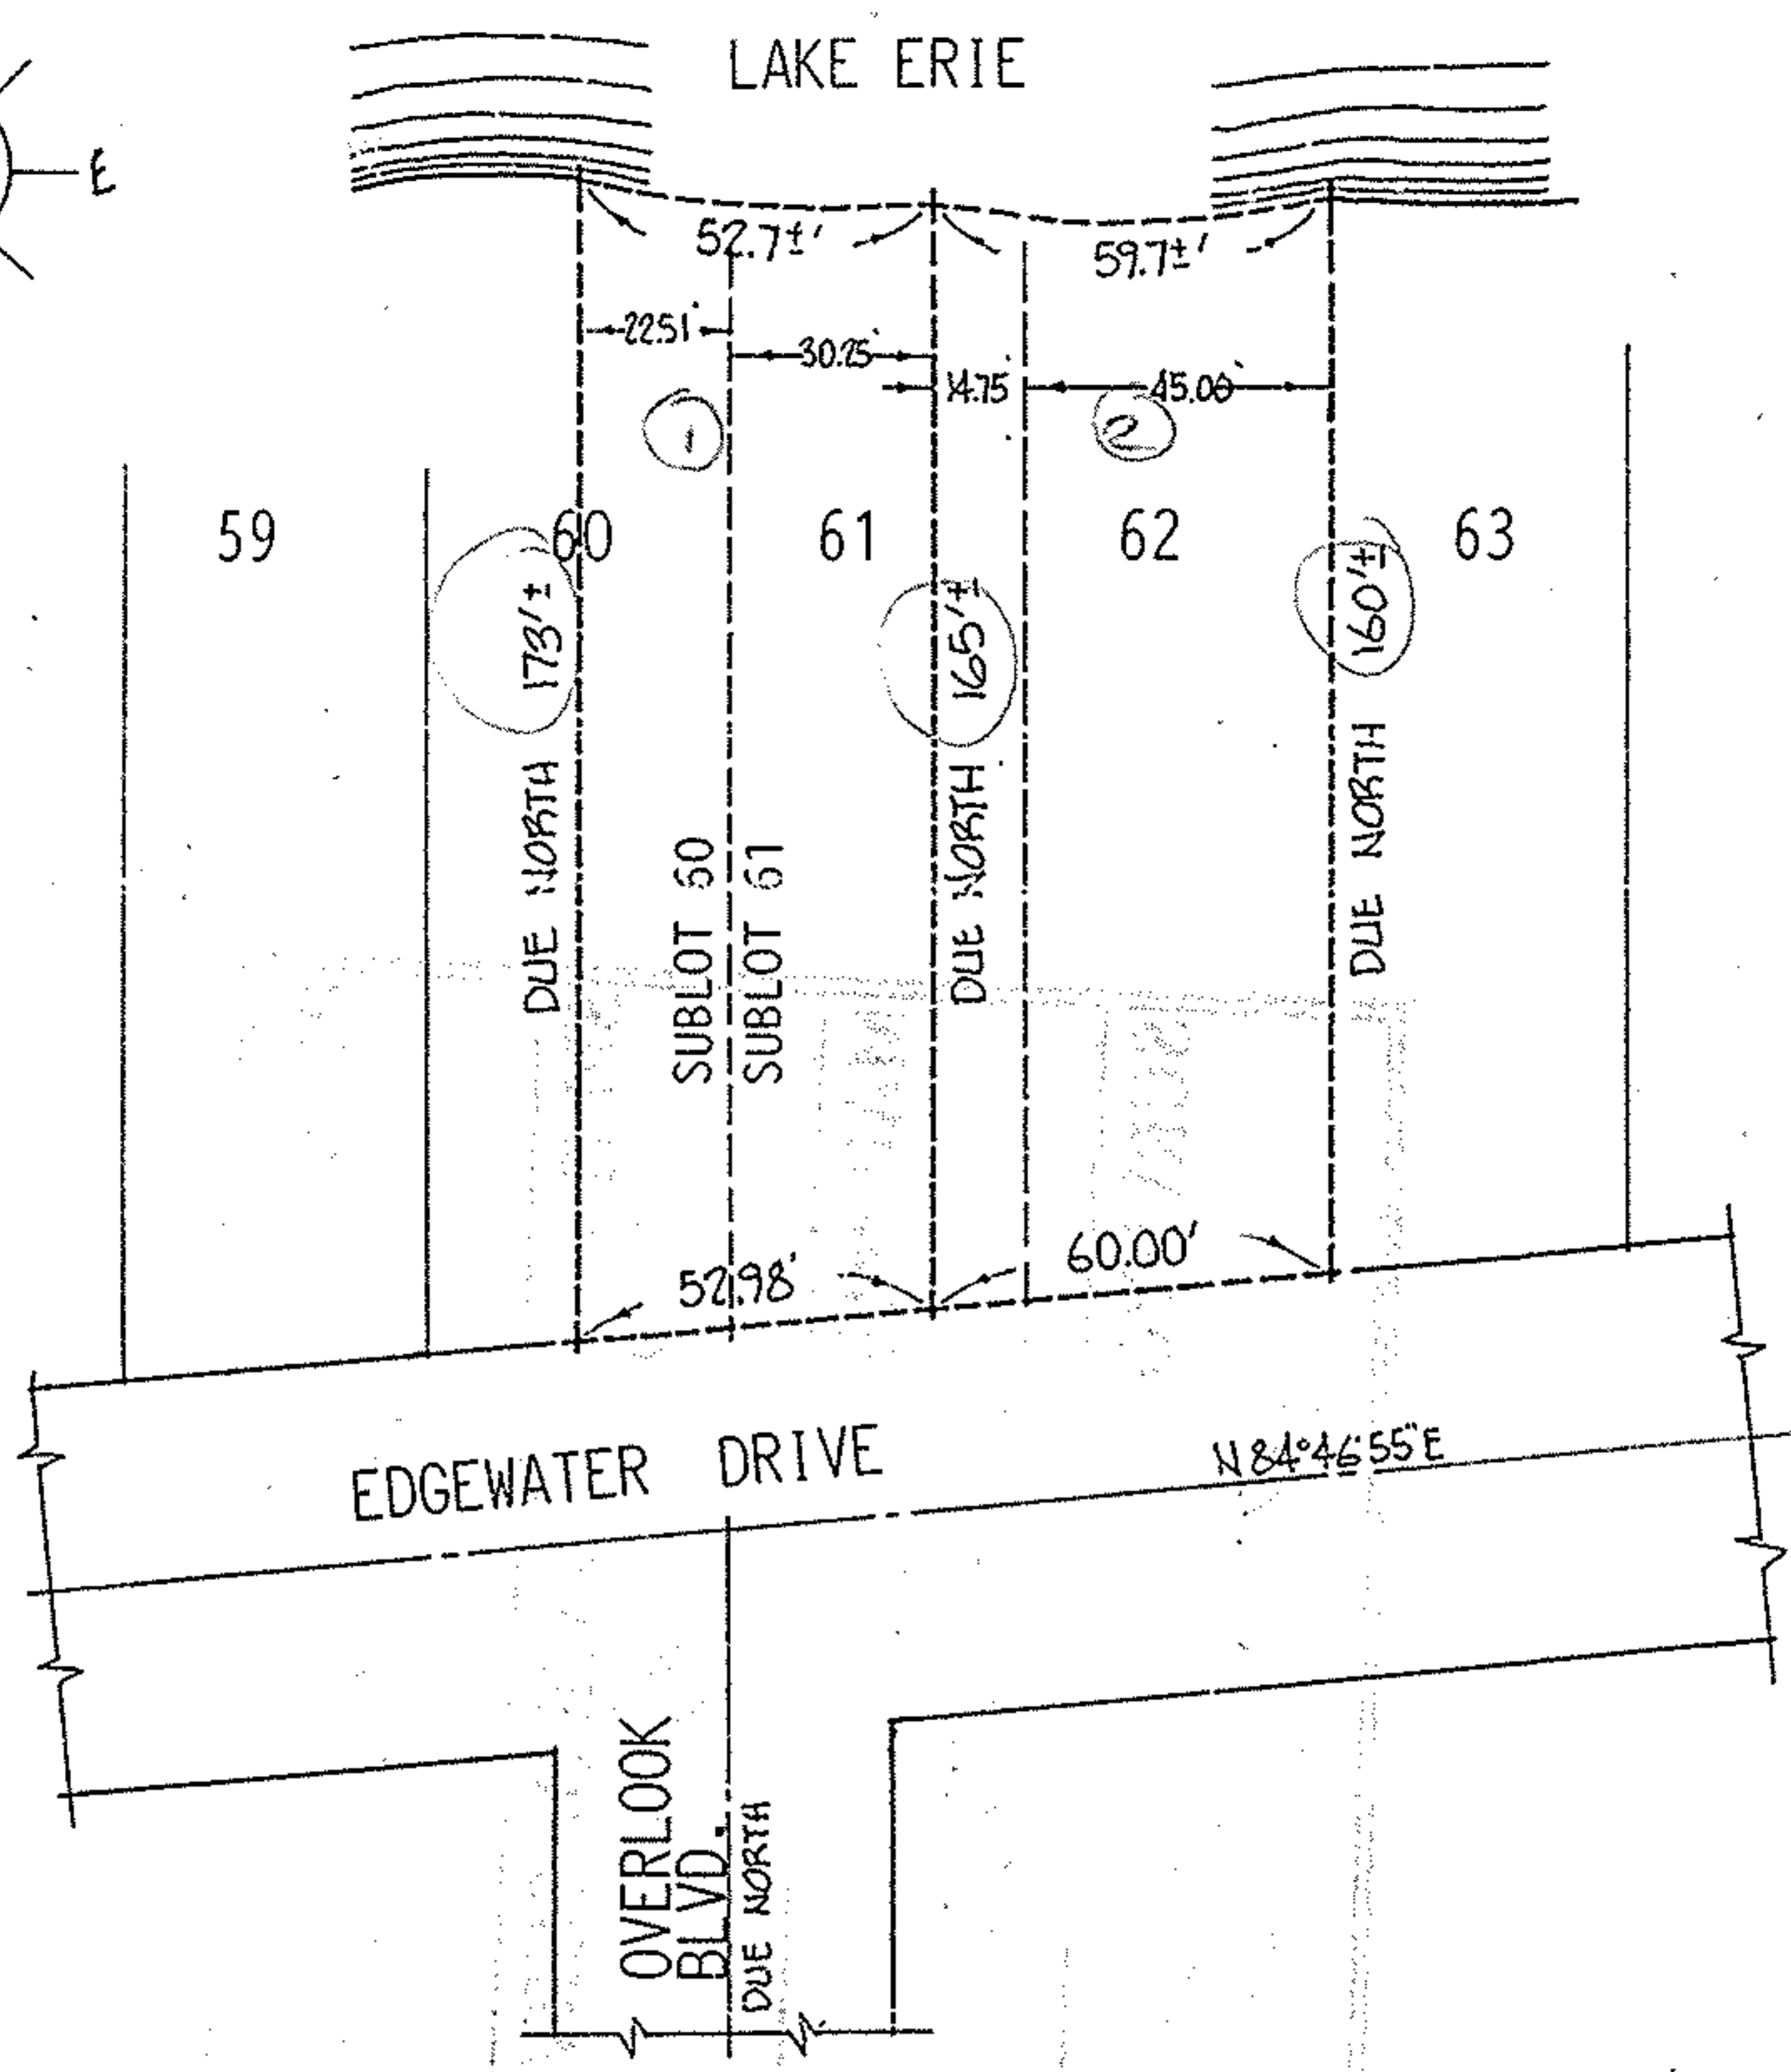 LAKE ERIE
E
52.7±'
59.7±'
22.51'
30.25'
14.75'
45.00'
1
2
59
60
61
62
63
DUE NORTH 173'±
DUE NORTH 165'±
DUE NORTH 160'±
SUBLOT 60
SUBLOT 61
52.98'
60.00'
EDGEWATER DRIVE
N 84°46'55"E
OVERLOOK
BLVD.
DUE NORTH